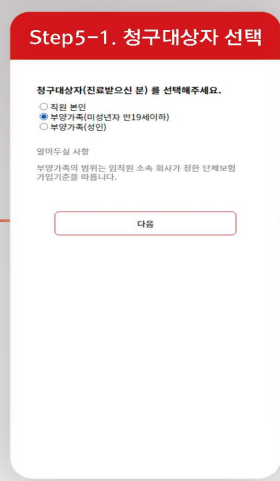 Step5-1. 청구대상자 선택
청구대상자(진료받으신 분) 를 선택해주세요.
직원 본인
부양가족(미성년자 만19세이하)
부양가족(성인)
알아두실 사항
부양가족의 범위는 임직원 소속 회사가 정한 단체보험
가입기준을 따릅니다.
다음